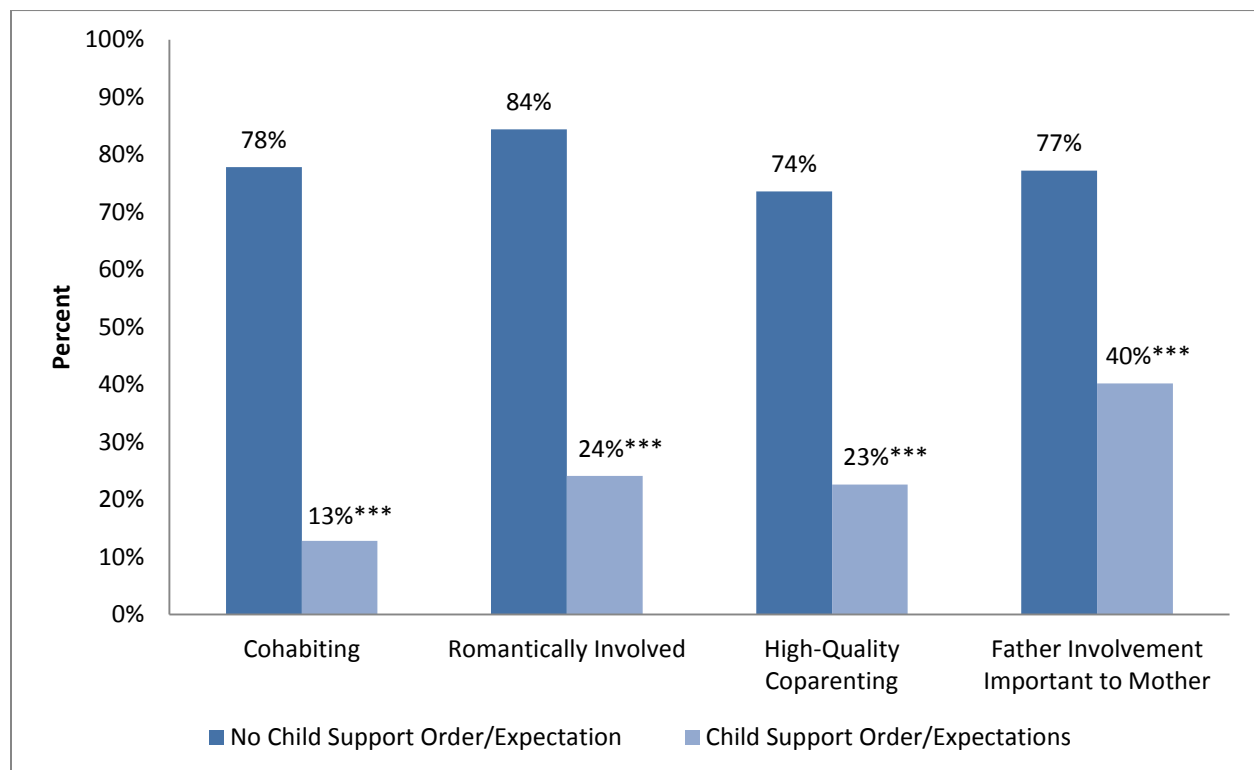 100%
90%
80%
70%
60%
50%
40%
30%
20%
10%
0%
Percent
78%
13%***
84%
24%***
74%
23%***
77%
40%***
Cohabiting
Romantically Involved
High-Quality
Coparenting
Father Involvement
Important to Mother
No Child Support Order/Expectation
Child Support Order/Expectations